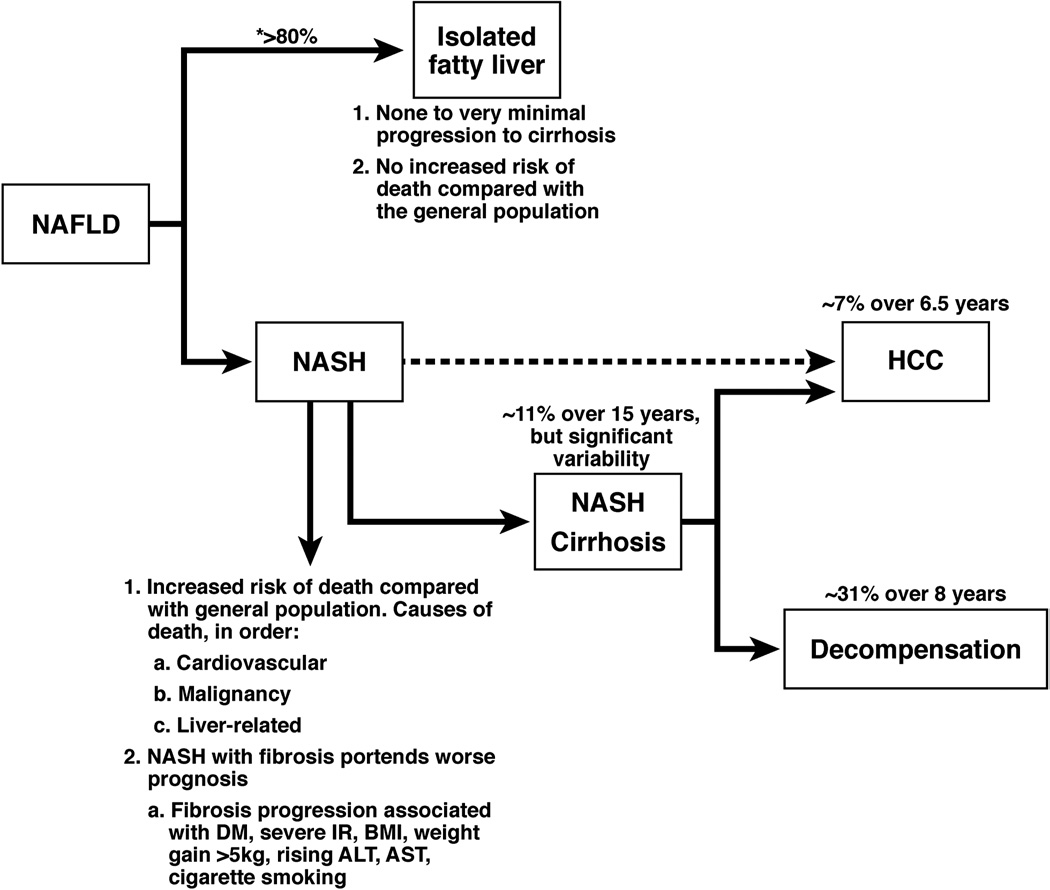 *>80%
Isolated
fatty liver
1. None to very minimal
progression to cirrhosis
2. No increased risk of
death compared with
the general population
NAFLD
~7% over 6.5 years
NASH
HCC
~11% over 15 years,
but significant
variability
NASH
Cirrhosis
1. Increased risk of death compared
with general population. Causes of
death, in order:
a. Cardiovascular
b. Malignancy
c. Liver-related
2. NASH with fibrosis portends worse
prognosis
a. Fibrosis progression associated
with DM, severe IR, BMI, weight
gain >5kg, rising ALT, AST,
cigarette smoking
~31% over 8 years
Decompensation